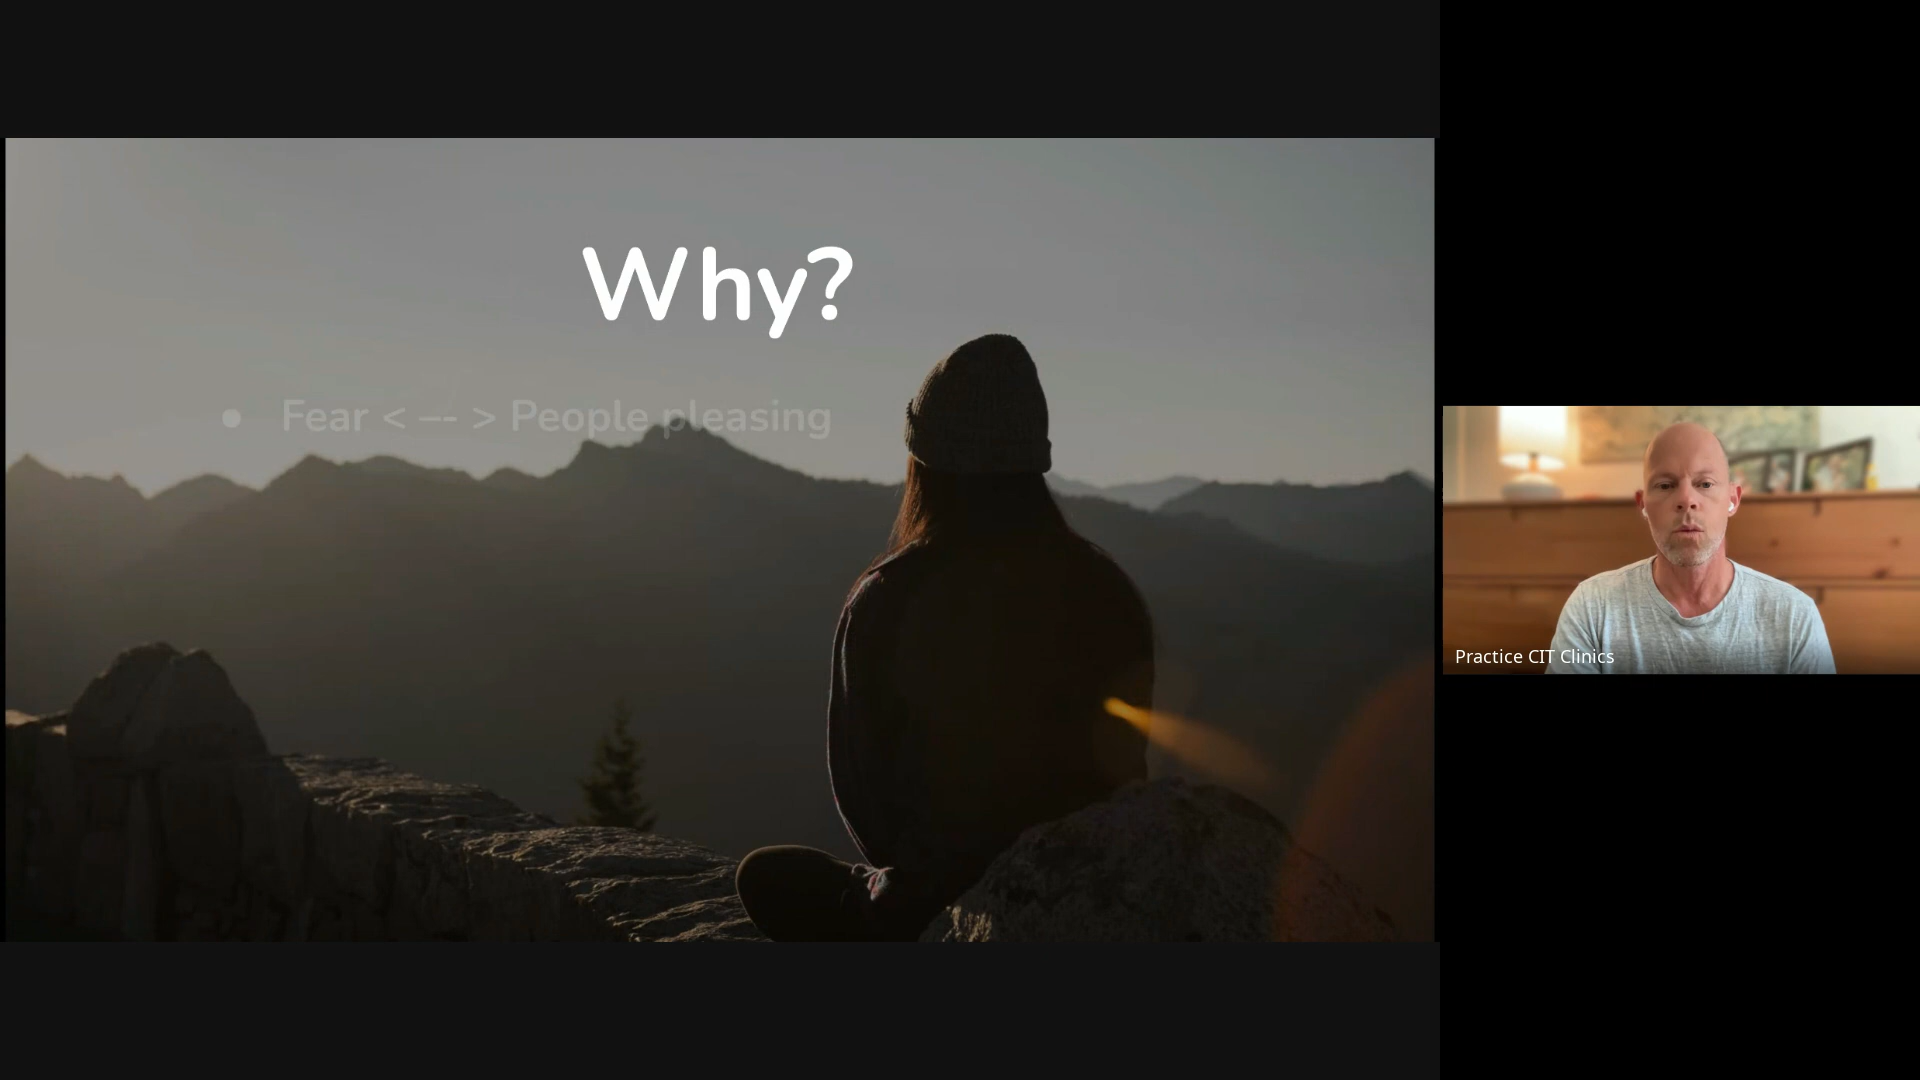 Why?
● Fear < –- > People pleasing
Practice CIT Clinics